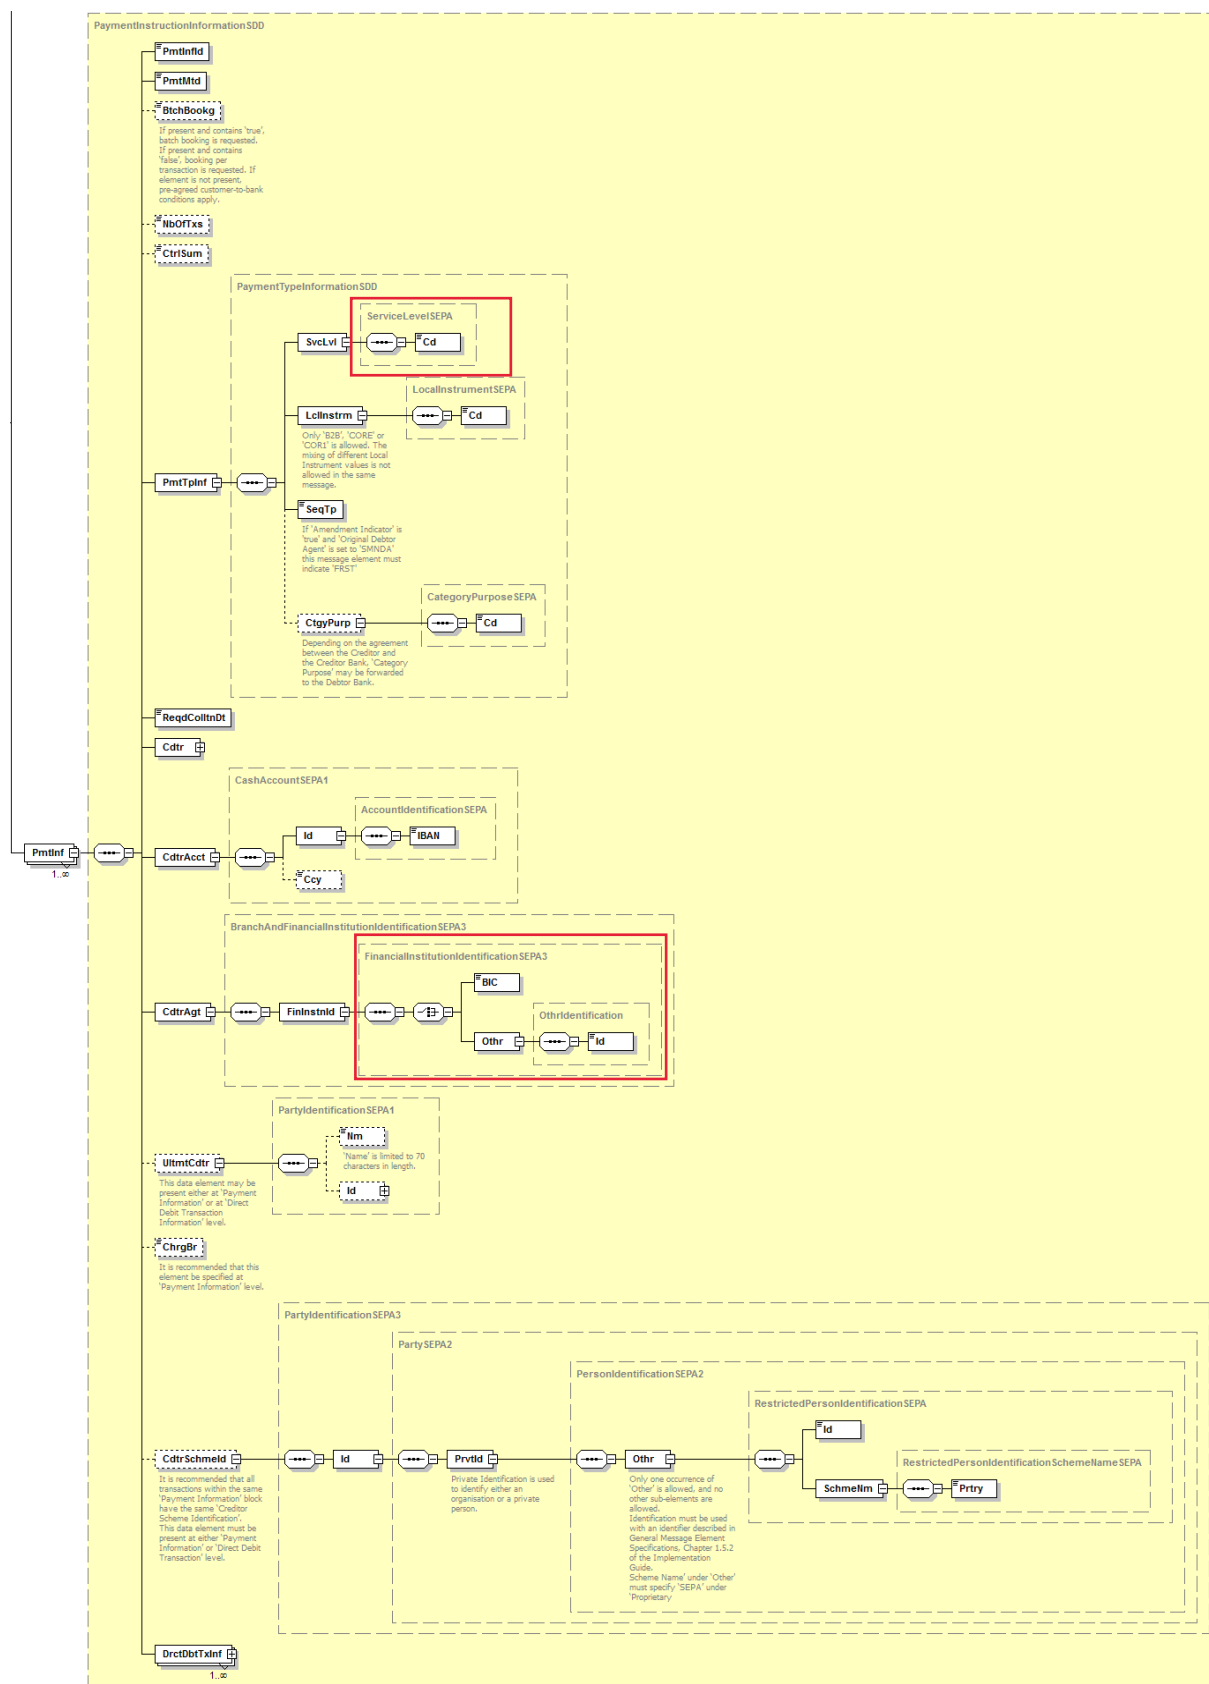 PaymentInstructionInformationSDD
PmtInfId
PmtMtd
BtchBookg
If present and contains 'true',
batch booking is requested.
If present and contains
'false', booking per
transaction is requested. If
element is not present,
pre-agreed customer-to-bank
conditions apply.
NbOfTxs
CtrlSum
PaymentTypeInformationSDD
ServiceLevelSEPA
SvcLvl
Cd
LocalInstrumentSEPA
LclInstrm
Cd
Only 'B2B', 'CORE' or
'COR1' is allowed. The
mixing of different Local
Instrument values is not
allowed in the same
message.
PmtTpInf
SeqTp
If 'Amendment Indicator' is
'true' and 'Original Debtor
Agent' is set to 'SMNDA'
this message element must
indicate 'FRST'
CategoryPurposeSEPA
CtgyPurp
Cd
Depending on the agreement
between the Creditor and
the Creditor Bank, 'Category
Purpose' may be forwarded
to the Debtor Bank.
ReqdColltnDt
Cdtr
CashAccountSEPA1
AccountIdentificationSEPA
Id
IBAN
PmtInf
1..∞
CdtrAcct
Ccy
BranchAndFinancialInstitutionIdentificationSEPA3
FinancialInstitutionIdentificationSEPA3
BIC
CdtrAgt
FinInstnId
OthrIdentification
Othr
Id
PartyIdentificationSEPA1
Nm
'Name' is limited to 70
characters in length.
UltmtCdtr
Id
This data element may be
present either at 'Payment
Information' or at 'Direct
Debit Transaction
Information' level.
ChrgBr
It is recommended that this
element be specified at
'Payment Information' level.
PartyIdentificationSEPA3
PartySEPA2
PersonIdentificationSEPA2
RestrictedPersonIdentificationSEPA
Id
CdtrSchmeId
Id
PrvtId
Othr
RestrictedPersonIdentificationSchemeNameSEPA
SchmeNm
Prtry
It is recommended that all
transactions within the same
'Payment Information' block
have the same 'Creditor
Scheme Identification'.
This data element must be
present at either 'Payment
Information' or 'Direct Debit
Transaction' level.
Private Identification is used
to identify either an
organisation or a private
person.
Only one occurrence of
'Other' is allowed, and no
other sub-elements are
allowed.
Identification must be used
with an identifier described in
General Message Element
Specifications, Chapter 1.5.2
of the Implementation
Guide.
Scheme Name' under 'Other'
must specify 'SEPA' under
'Proprietary
DrctDbtTxInf
1..∞